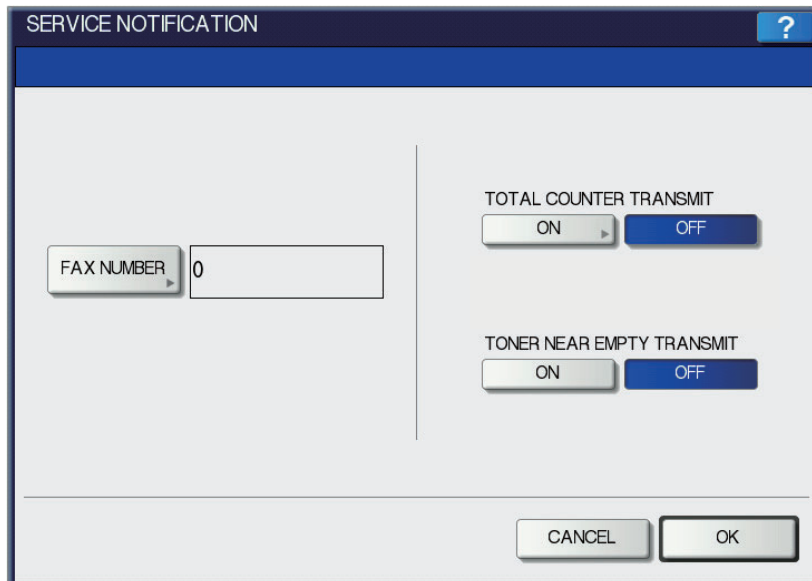 SERVICE NOTIFICATION
?
FAX NUMBER
0
TOTAL COUNTER TRANSMIT
ON OFF
TONER NEAR EMPTY TRANSMIT
ON OFF
CANCEL OK